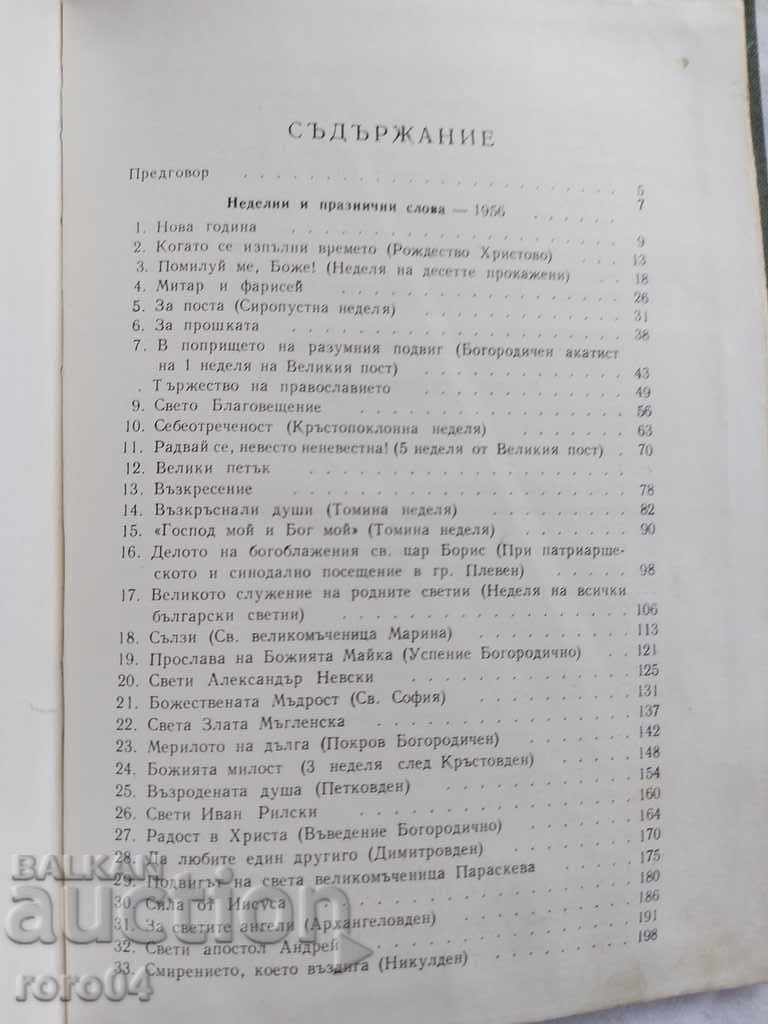 СЪДЪРЖАНИЕ
Предговор . . . . . . . . . . . . . . . . . . 5
Неделни и празнични слова — 1956 . . . . . 7
1. Нова година . . . . . . . . . . . . . . . 9
2. Когато се изпълни времето (Рождество Христово) . . . . 13
3. Помилуй ме, Боже! (Неделя на десетте прокажени) . . . 18
4. Митар и фарисей . . . . . . . . . . . . . 26
5. За поста (Сиропустна неделя) . . . . . . . . . 31
6. За прошката . . . . . . . . . . . . . . . 38
7. В попрището на разумния подвиг (Богородичен акатист
на 1 неделя на Великия пост) . . . . . . . . . 43
. Тържество на православието . . . . . . . . . 49
9. Свето Благовещение . . . . . . . . . . . . 56
10. Себеотреченост (Кръстопоклонна неделя) . . . . . . 63
11. Радвай се, невесто неневестна! (5 неделя от Великия пост) . 70
12. Велики петък . . . . . . . . . . . . . .
13. Възкресение . . . . . . . . . . . . . . 78
14. Възкръснали души (Томина неделя) . . . . . . . 82
15. «Господ мой и Бог мой» (Томина неделя) . . . . . . 90
16. Делото на богоблажения св. цар Борис (При патриарше-
ското и синодално посещение в гр. Плевен) . . . . . 98
17. Великото служение на родните светии (Неделя на всички
български светии) . . . . . . . . . . . . 106
18. Сълзи (Св. великомъченица Марина) . . . . . . . 113
19. Прослава на Божията Майка (Успение Богородично) . . . 121
20. Свети Александър Невски . . . . . . . . . . 125
21. Божествената Мъдрост (Св. София) . . . . . . . 131
22. Света Злата Мъгленска . . . . . . . . . . . 137
23. Мерилото на дълга (Покров Богородичен) . . . . . . 142
24. Божията милост (3 неделя след Кръстовден) . . . . . 148
25. Възродената душа (Петковден) . . . . . . . . . 154
26. Свети Иван Рилски . . . . . . . . . . . . 160
27. Радост в Христа (Въведение Богородично) . . . . . 164
28. Да любите един другиго (Димитровден) . . . . . . 170
29. Подвигът на света великомъченица Параскева . . . . 175
30. Сила от Иисуса . . . . . . . . . . . . . 180
31. За светите ангели (Архангеловден) . . . . . . . 186
32. Свети апостол Андрей . . . . . . . . . . . 191
33. Смирението, което въздига (Никулден) . . . . . . 198
BALKAN
auction
roro04